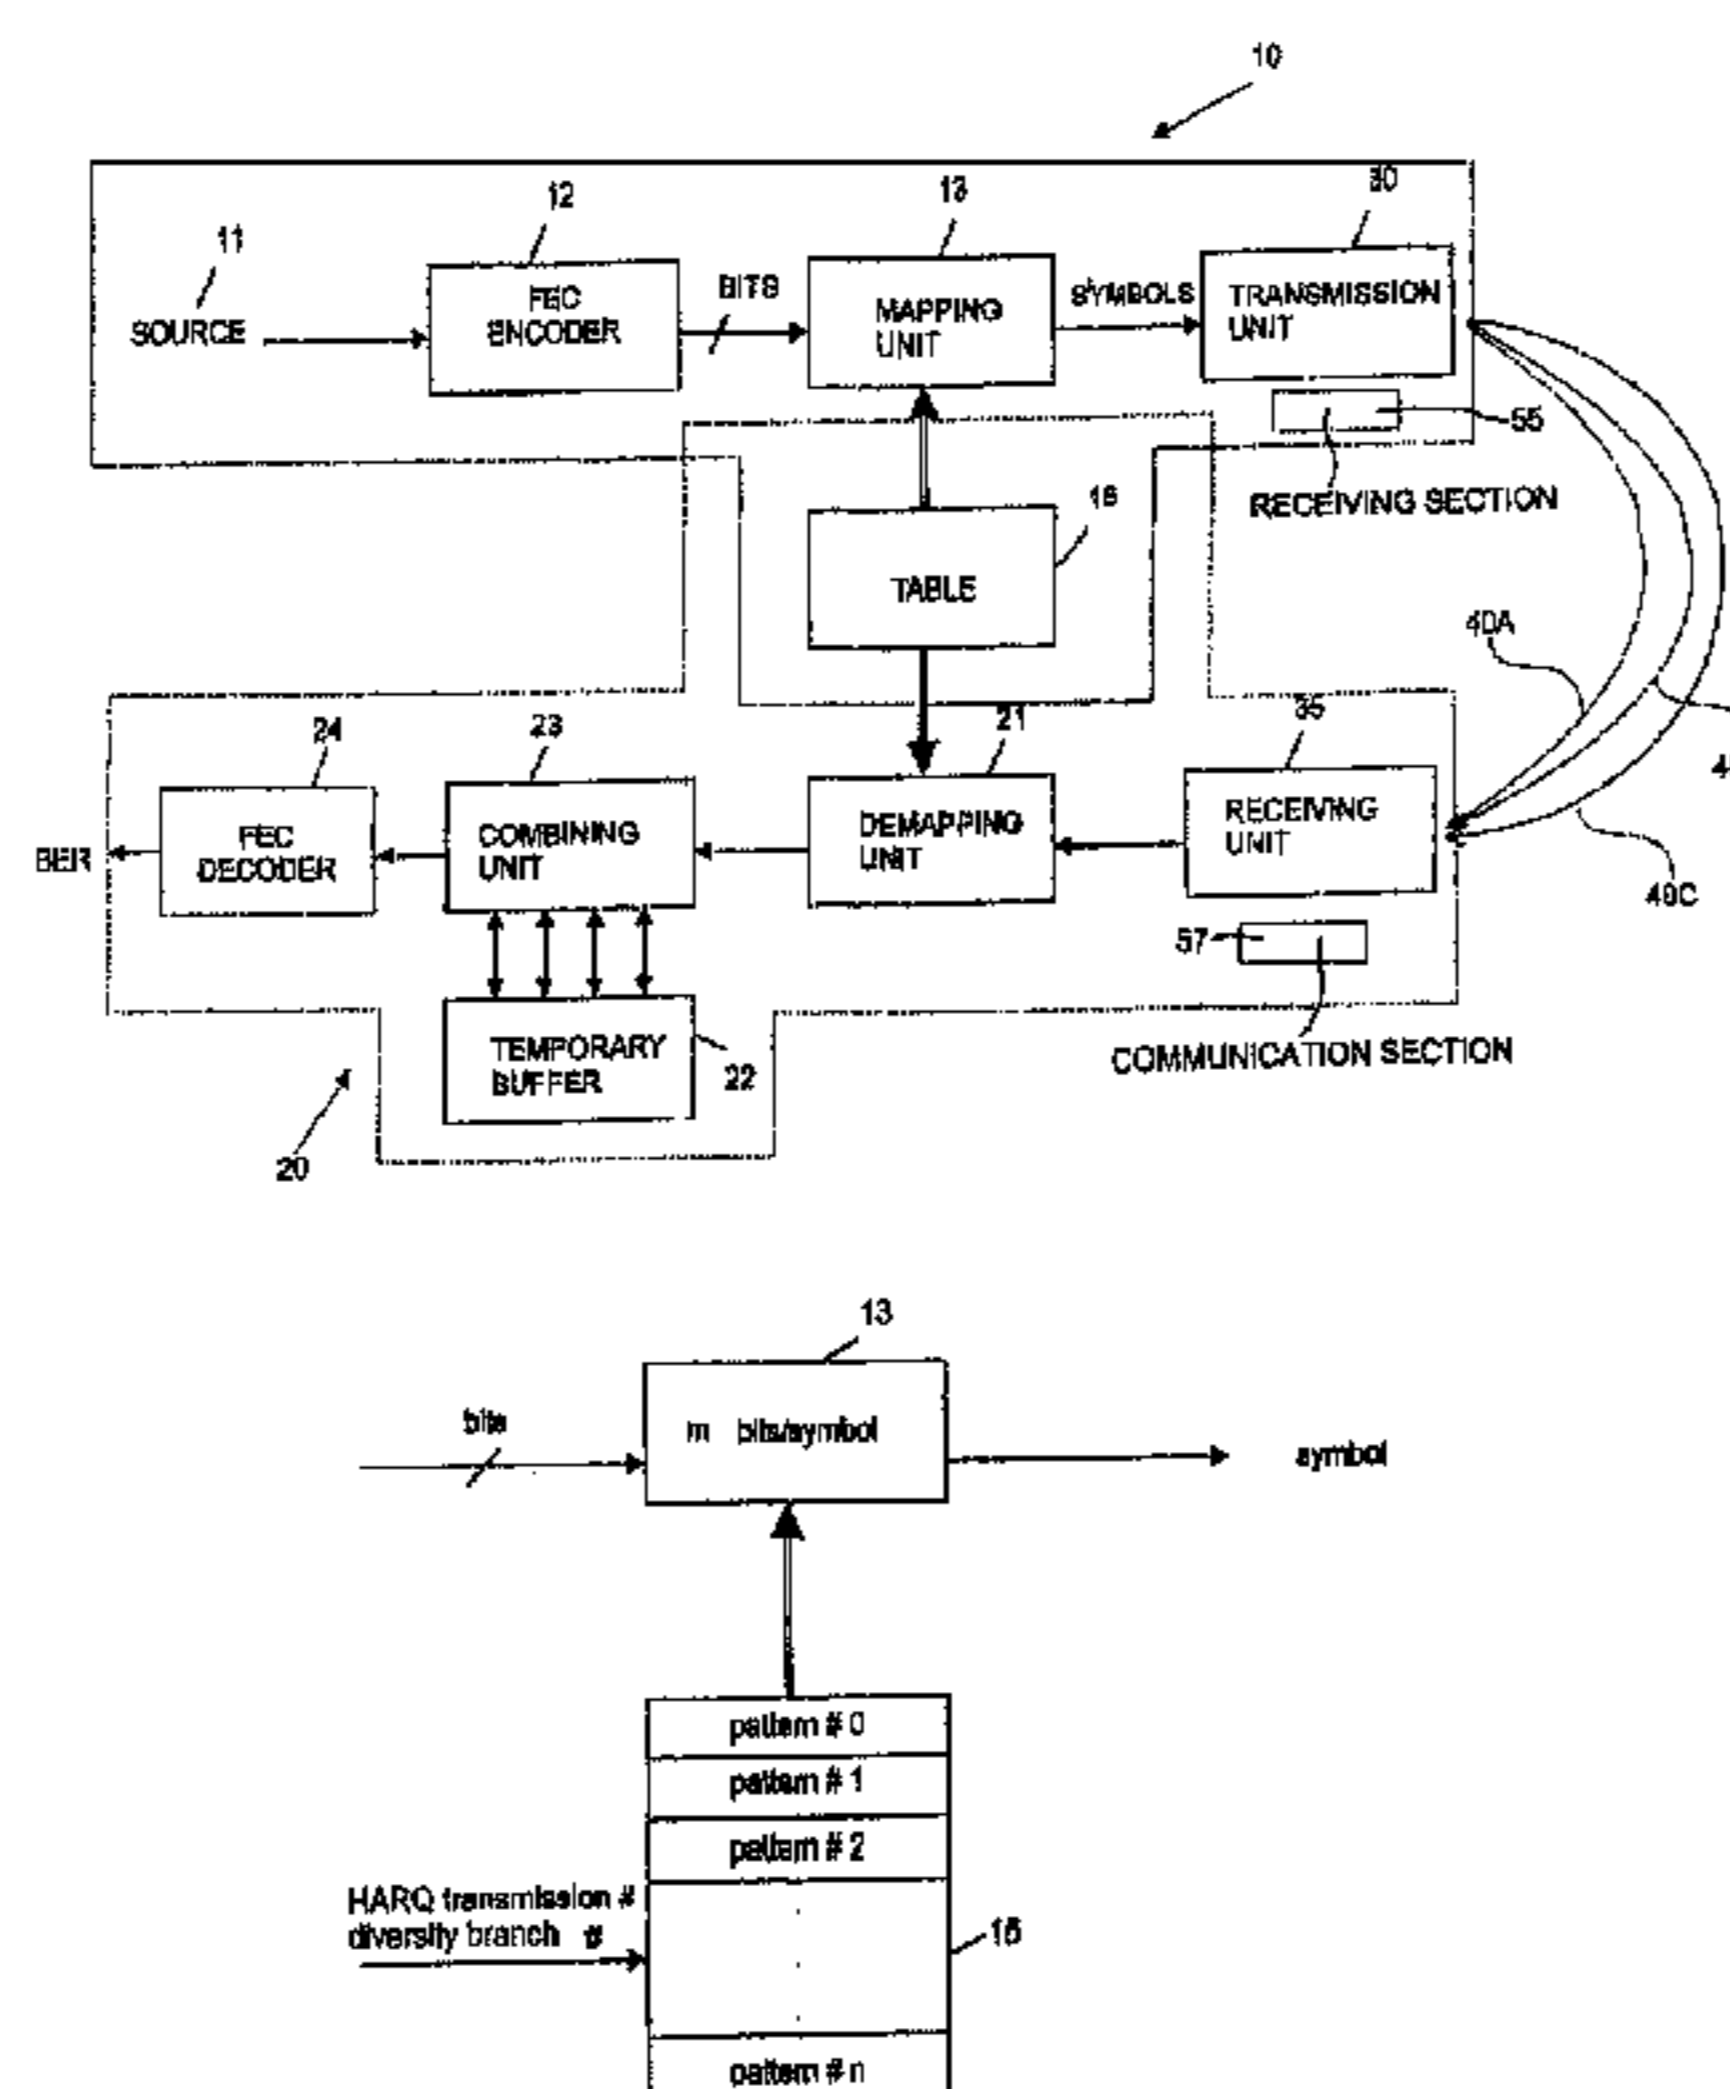 10
11
SOURCE
12
FEC
ENCODER
BITS
13
MAPPING
UNIT
SYMBOLS
30
TRANSMISSION
UNIT
55
RECEIVING SECTION
TABLE
40A
40C
24
FEC
DECODER
BER
23
COMBINING
UNIT
21
DEMAPPING
UNIT
35
RECEIVING
UNIT
57
COMMUNICATION SECTION
TEMPORARY
BUFFER
22
20
13
bits
m bits/symbol
symbol
pattern # 0
pattern # 1
pattern # 2
HARQ transmission #
diversity branch #
15
pattern # n